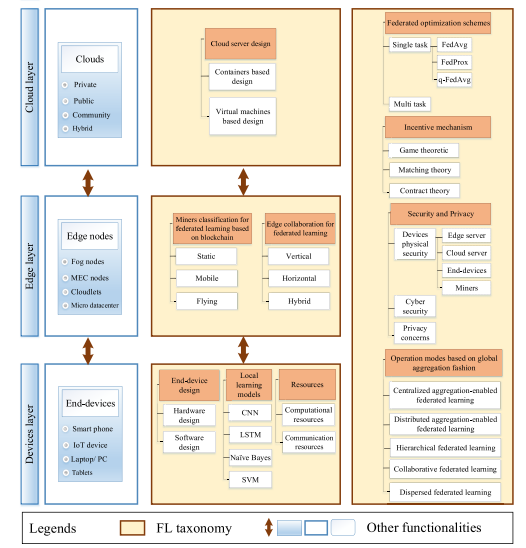 Cloud layer
Clouds
Private
Public
Community
Hybrid
Cloud server design
Containers based
design
Virtual machines
based design
Edge layer
Edge nodes
Fog nodes
MEC nodes
Cloudlets
Micro datacenter
Miners classification for
federated learning based
on blockchain
Static
Mobile
Flying
Edge collaboration for
federated learning
Vertical
Horizontal
Hybrid
Devices layer
End-devices
Smart phone
IoT device
Laptop/ PC
Tablets
End-device
design
Hardware
design
Software
design
Local
learning
models
CNN
LSTM
Naïve Bayes
SVM
Resources
Computational
resources
Communication
resources
Federated optimization schemes
Single task
FedAvg
FedProx
q-FedAvg
Multi task
Incentive mechanism
Game theoretic
Matching theory
Contract theory
Security and Privacy
Devices
physical
security
Edge server
Cloud server
End-devices
Miners
Cyber
security
Privacy
concerns
Operation modes based on global
aggregation fashion
Centralized aggregation-enabled
federated learning
Distributed aggregation-enabled
federated learning
Hierarchical federated learning
Collaborative federated learning
Dispersed federated learning
Legends
FL taxonomy
Other functionalities